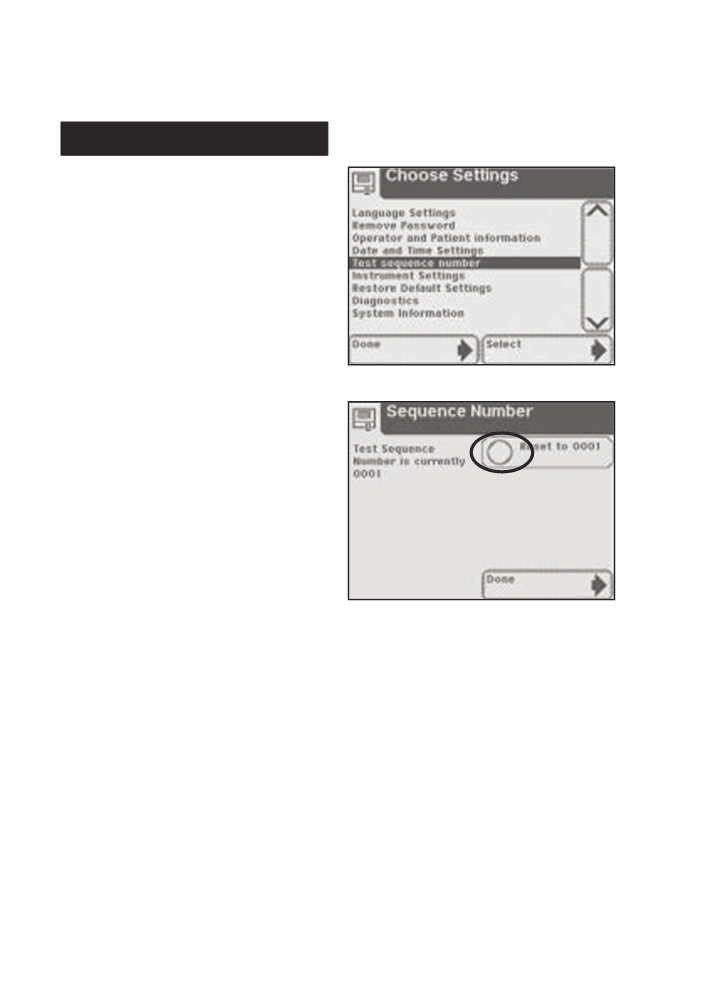 Choose Settings
Language Settings
Remove Password
Operator and Patient information
Date and Time Settings
Test sequence number
Instrument Settings
Restore Default Settings
Diagnostics
System Information
Done
Select
Sequence Number
Test Sequence
Number is currently
0001
Reset to 0001
Done